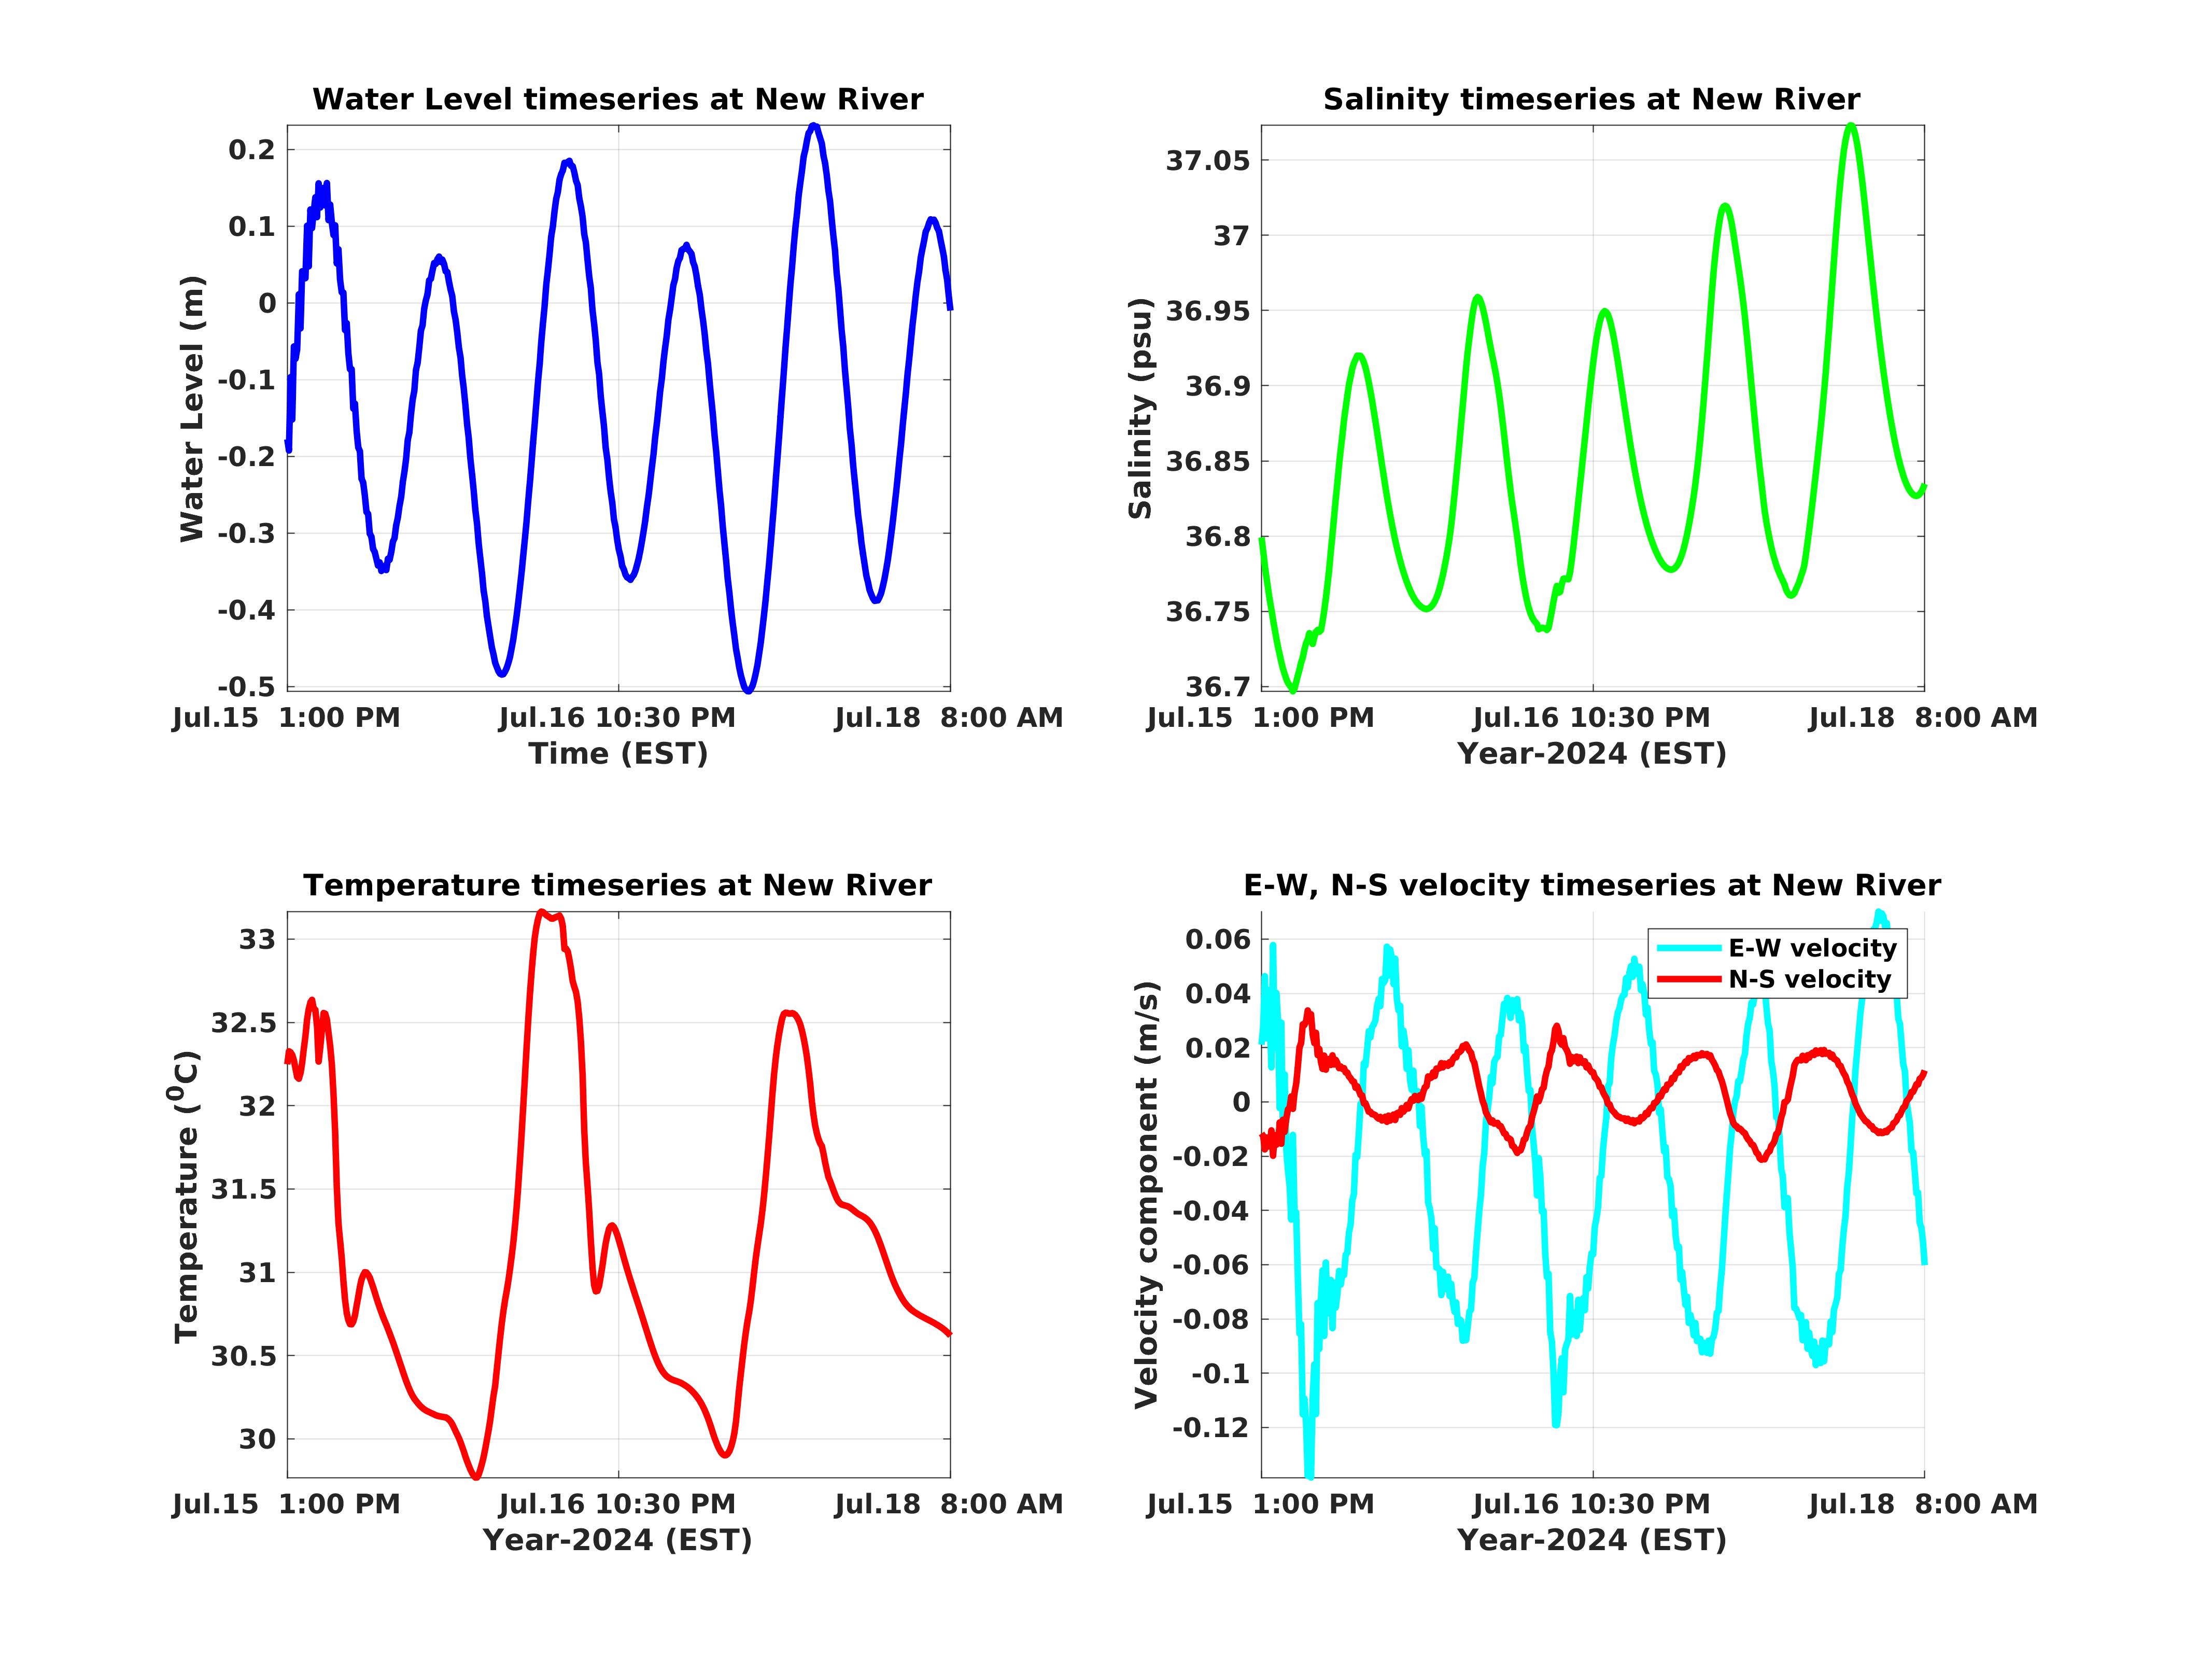 Water Level timeseries at New River
Water Level (m)
0.2
0.1
0
-0.1
-0.2
-0.3
-0.4
-0.5
Jul.15 1:00 PM
Jul.16 10:30 PM
Jul.18 8:00 AM
Time (EST)
Salinity timeseries at New River
Salinity (psu)
37.05
37
36.95
36.9
36.85
36.8
36.75
36.7
Jul.15 1:00 PM
Jul.16 10:30 PM
Jul.18 8:00 AM
Year-2024 (EST)
Temperature timeseries at New River
Temperature (⁰C)
33
32.5
32
31.5
31
30.5
30
Jul.15 1:00 PM
Jul.16 10:30 PM
Jul.18 8:00 AM
Year-2024 (EST)
E-W, N-S velocity timeseries at New River
Velocity component (m/s)
0.06
0.04
0.02
0
-0.02
-0.04
-0.06
-0.08
-0.1
-0.12
E-W velocity
N-S velocity
Jul.15 1:00 PM
Jul.16 10:30 PM
Jul.18 8:00 AM
Year-2024 (EST)